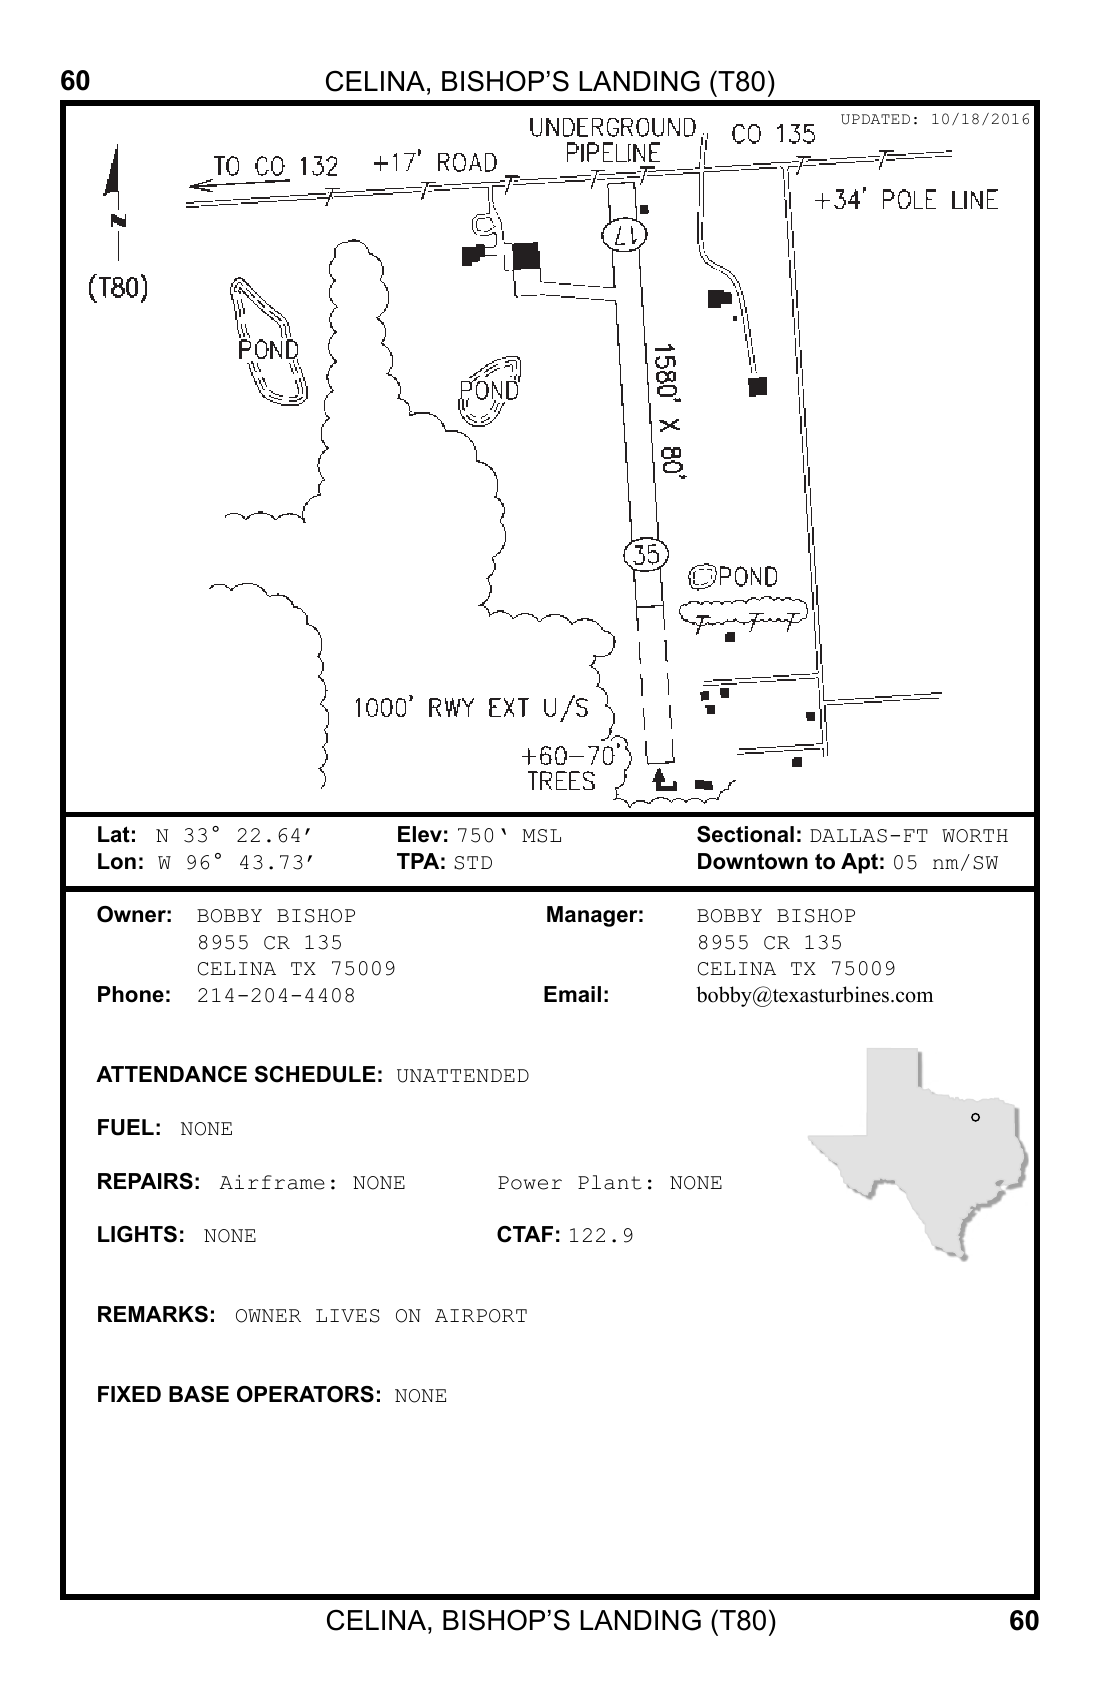 60 CELINA, BISHOP’S LANDING (T80)
UPDATED: 10/18/2016
UNDERGROUND
PIPELINE
CO 135
TO CO 132
+17' ROAD
+34' POLE LINE
N
(T80)
17
POND
POND
1580' X 80'
35
POND
1000' RWY EXT U/S
+60-70'
TREES
Lat: N 33° 22.64’ Elev: 750‘ MSL Sectional: DALLAS-FT WORTH
Lon: W 96° 43.73’ TPA: STD Downtown to Apt: 05 nm/SW
Owner: BOBBY BISHOP Manager: BOBBY BISHOP
8955 CR 135 8955 CR 135
CELINA TX 75009 CELINA TX 75009
Phone: 214-204-4408 Email: bobby@texasturbines.com
ATTENDANCE SCHEDULE: UNATTENDED
FUEL: NONE
REPAIRS: Airframe: NONE Power Plant: NONE
LIGHTS: NONE CTAF: 122.9
REMARKS: OWNER LIVES ON AIRPORT
FIXED BASE OPERATORS: NONE
CELINA, BISHOP’S LANDING (T80) 60